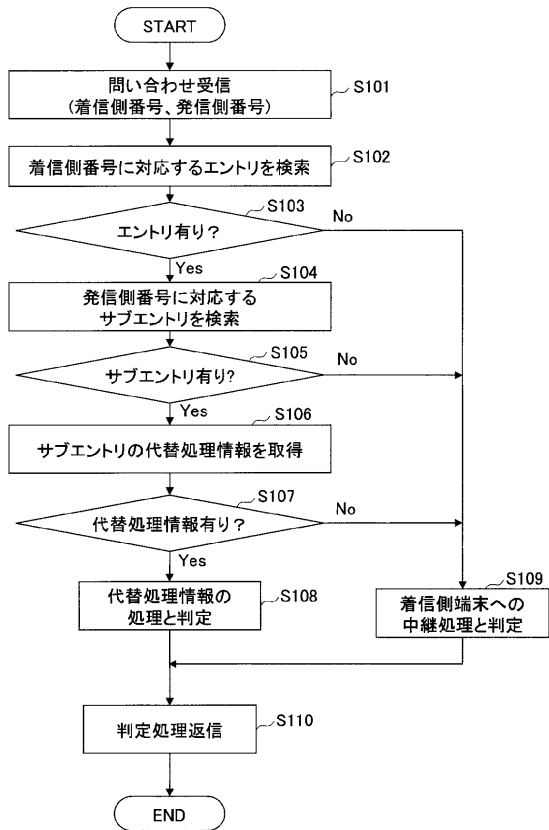 START
問い合わせ受信
(着信側番号、発信側番号)
S101
着信側番号に対応するエントリを検索
S102
エントリ有り?
S103
No
Yes
発信側番号に対応する
サブエントリを検索
S104
サブエントリ有り?
S105
No
Yes
サブエントリの代替処理情報を取得
S106
代替処理情報有り?
S107
No
Yes
代替処理情報の
処理と判定
S108
着信側端末への
中継処理と判定
S109
判定処理返信
S110
END